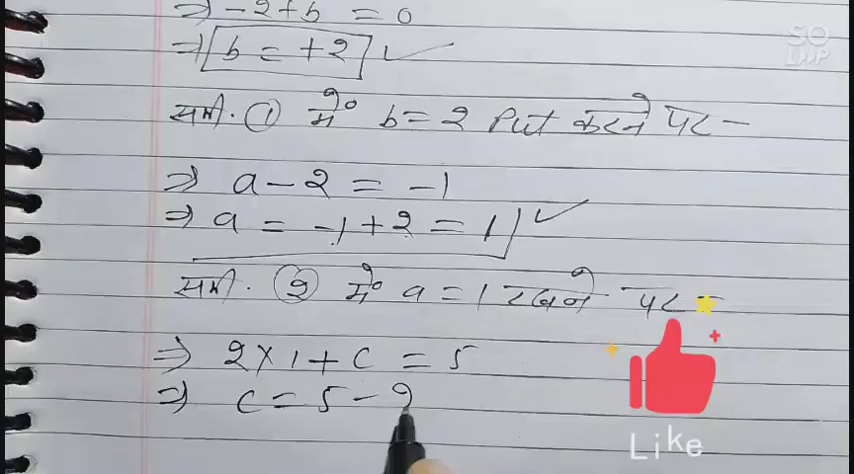 ⇒ -2+b = 0
⇒ b = +2
समी. ① में b = 2 Put करने पर –
⇒ a - 2 = -1
⇒ a = -1 + 2 = 1
समी. ② में a = 1 रखने पर –
⇒ 2 × 1 + c = 5
⇒ c = 5 - 2
Like